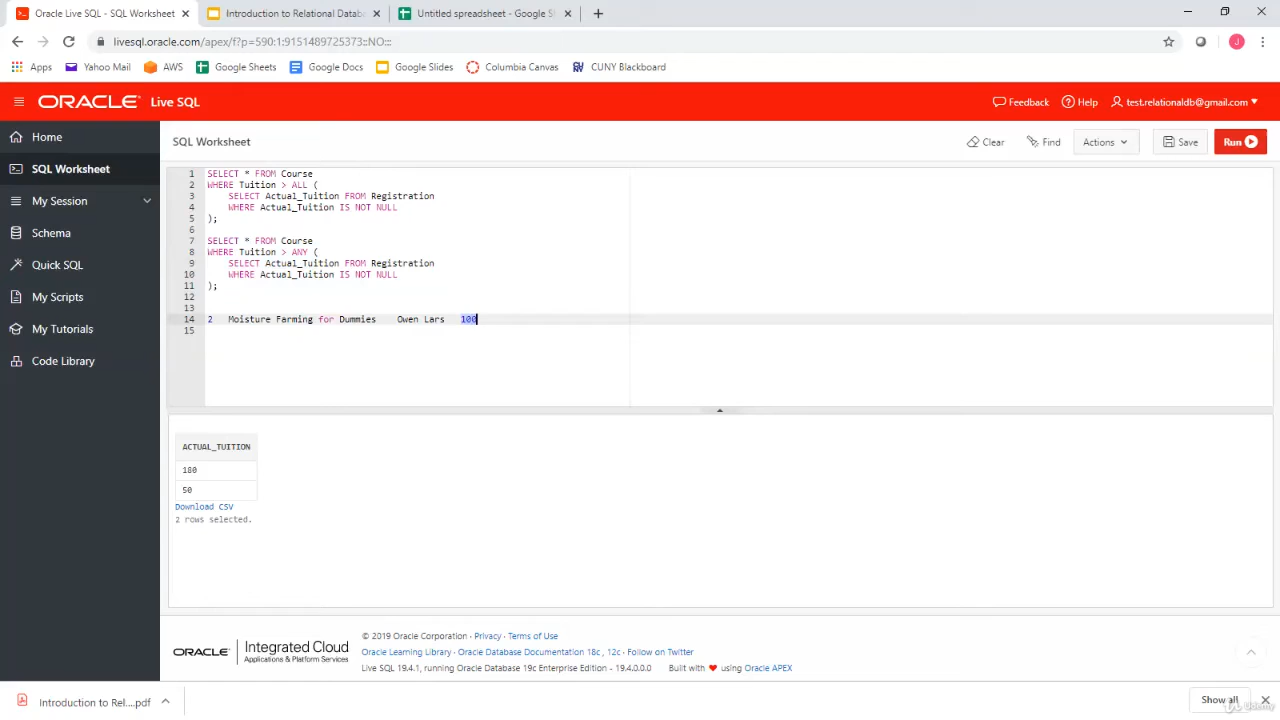 Oracle Live SQL - SQL Worksheet
Introduction to Relational Datab
Untitled spreadsheet - Google S
livesql.oracle.com/apex/f?p=590:1:9151489725373::NO:::
J
Apps
Yahoo Mail
AWS
Google Sheets
Google Docs
Google Slides
Columbia Canvas
CUNY Blackboard
ORACLE Live SQL
Feedback
Help
test.relationaldb@gmail.com
Home
SQL Worksheet
My Session
Schema
Quick SQL
My Scripts
My Tutorials
Code Library
SQL Worksheet
Clear
Find
Actions
Save
Run
1 SELECT * FROM Course
2 WHERE Tuition > ALL (
3 SELECT Actual_Tuition FROM Registration
4 WHERE Actual_Tuition IS NOT NULL
5 );
6
7 SELECT * FROM Course
8 WHERE Tuition > ANY (
9 SELECT Actual_Tuition FROM Registration
10 WHERE Actual_Tuition IS NOT NULL
11 );
12
13
14 2 Moisture Farming for Dummies Owen Lars 100
15
ACTUAL_TUITION
180
50
Download CSV
2 rows selected.
ORACLE Integrated Cloud
Applications & Platform Services
© 2019 Oracle Corporation · Privacy · Terms of Use
Oracle Learning Library · Oracle Database Documentation 18c , 12c · Follow on Twitter
Live SQL 19.4.1, running Oracle Database 19c Enterprise Edition - 19.4.0.0.0 Built with ❤ using Oracle APEX
Introduction to Rel....pdf
Show all
Udemy